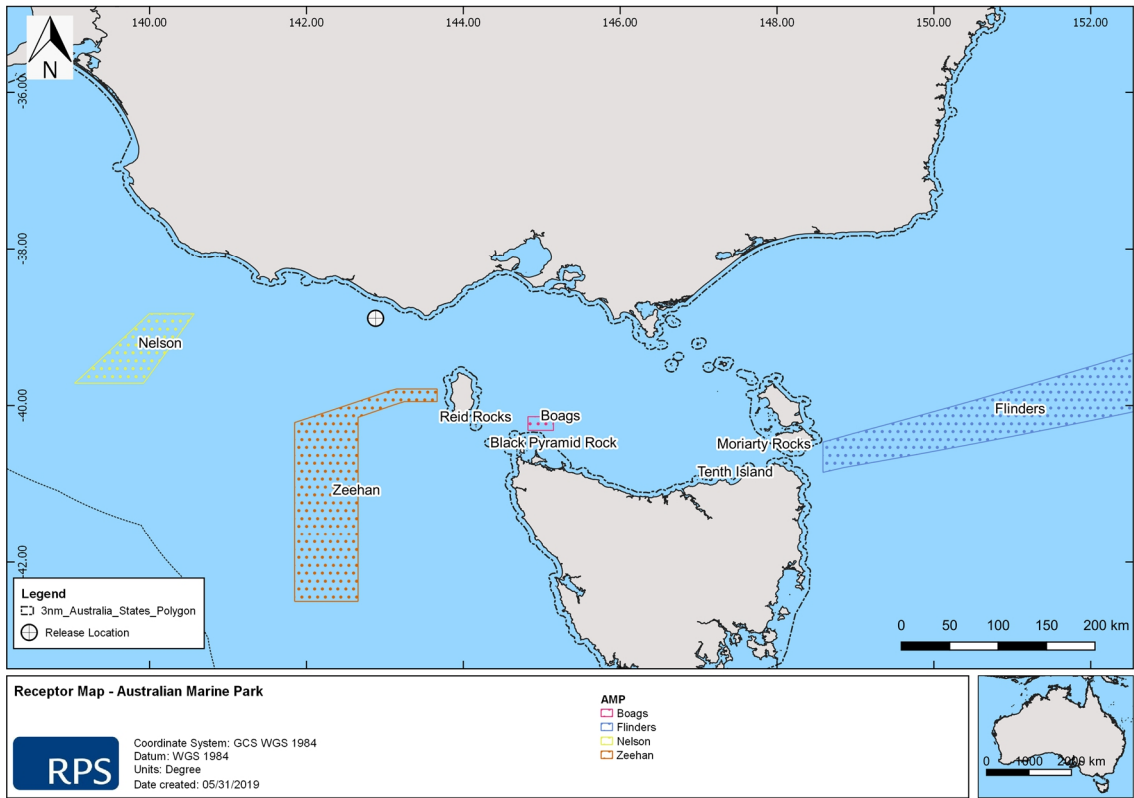 140.00
142.00
144.00
146.00
148.00
150.00
152.00
N
-36.00
-38.00
-40.00
-42.00
Nelson
Zeehan
Reid Rocks
Boags
Black Pyramid Rock
Moriarty Rocks
Tenth Island
Flinders
Legend
3nm_Australia_States_Polygon
Release Location
0 50 100 150 200 km
Receptor Map - Australian Marine Park
RPS
Coordinate System: GCS WGS 1984
Datum: WGS 1984
Units: Degree
Date created: 05/31/2019
AMP
Boags
Flinders
Nelson
Zeehan
0 1000 2000 km